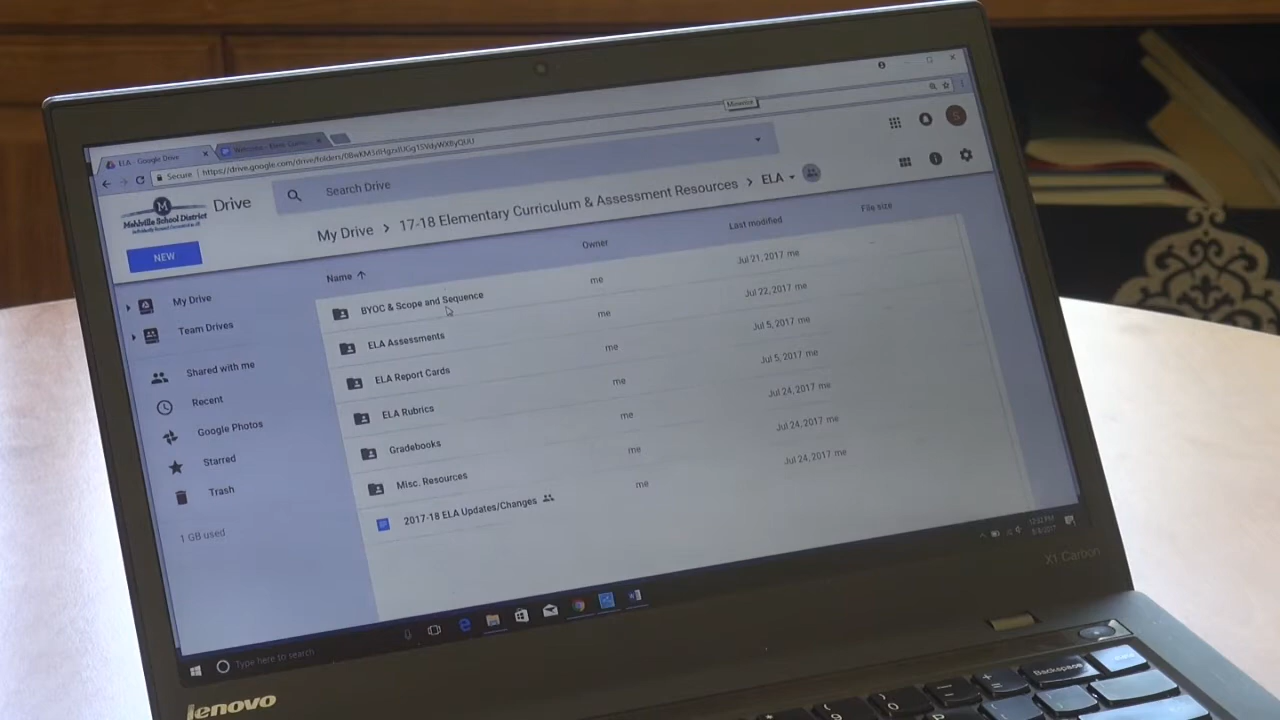 ELA - Google Drive
Secure
Minimize
Mehlville School District
Drive
Search Drive
NEW
My Drive > 17-18 Elementary Curriculum & Assessment Resources > ELA
Name
Owner
Last modified
File size
My Drive
Team Drives
Shared with me
Recent
Google Photos
Starred
Trash
1 GB used
BYOC & Scope and Sequence me Jul 21, 2017 me
ELA Assessments me Jul 22, 2017 me
ELA Report Cards me Jul 5, 2017 me
ELA Rubrics me Jul 5, 2017 me
Gradebooks me Jul 24, 2017 me
Misc. Resources me Jul 24, 2017 me
2017-18 ELA Updates/Changes me Jul 24, 2017 me
Type here to search
X1 Carbon
lenovo
Backspace